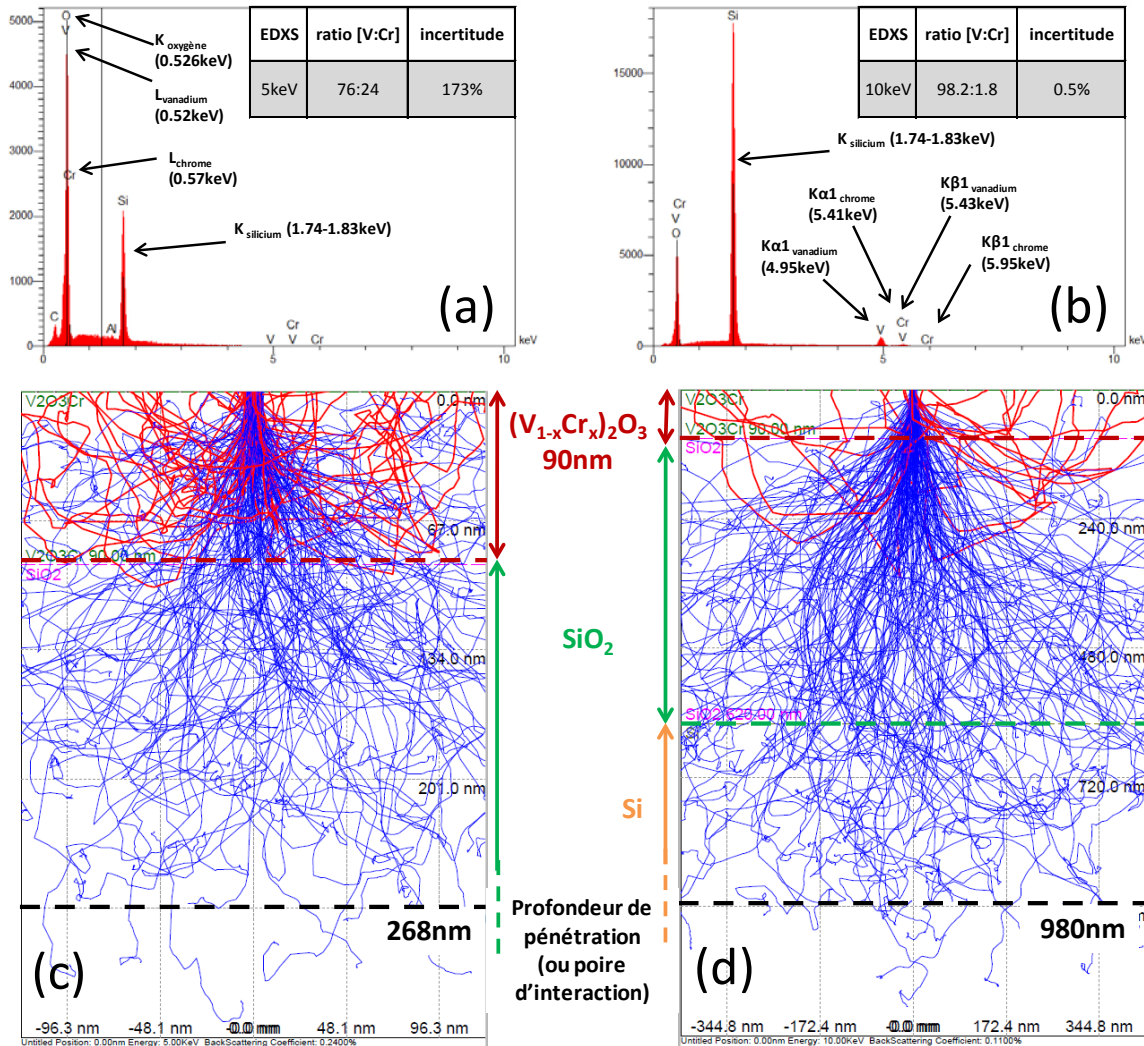 5000
4000
3000
2000
1000
0
O
V
Cr
Si
C
Al
V
Cr
V
Cr
0
5
10
keV
K oxygène
(0.526keV)
L vanadium
(0.52keV)
L chrome
(0.57keV)
K silicium (1.74-1.83keV)
EDXS ratio [V:Cr] incertitude
5keV 76:24 173%
(a)
15000
10000
5000
0
Si
Cr
V
O
V
Cr
V
Cr
0
5
10
keV
K silicium (1.74-1.83keV)
Kα1 chrome
(5.41keV)
Kβ1 vanadium
(5.43keV)
Kα1 vanadium
(4.95keV)
Kβ1 chrome
(5.95keV)
EDXS ratio [V:Cr] incertitude
10keV 98.2:1.8 0.5%
(b)
V2O3Cr
0.0 nm
67.0 nm
V2O3Cr 90.00 nm
SiO2
134.0 nm
201.0 nm
268nm
(c)
-96.3 nm -48.1 nm -0.0 nm 48.1 nm 96.3 nm
Untitled Position: 0.00nm Energy: 5.00KeV BackScattering Coefficient: 0.2400%
(V1-xCrx)2O3
90nm
SiO2
Si
Profondeur de
pénétration
(ou poire
d'interaction)
V2O3Cr
0.0 nm
V2O3Cr 90.00 nm
SiO2
240.0 nm
480.0 nm
SiO2 520.00 nm
720.0 nm
980nm
(d)
-344.8 nm -172.4 nm -0.0 nm 172.4 nm 344.8 nm
Untitled Position: 0.00nm Energy: 10.00KeV BackScattering Coefficient: 0.1100%